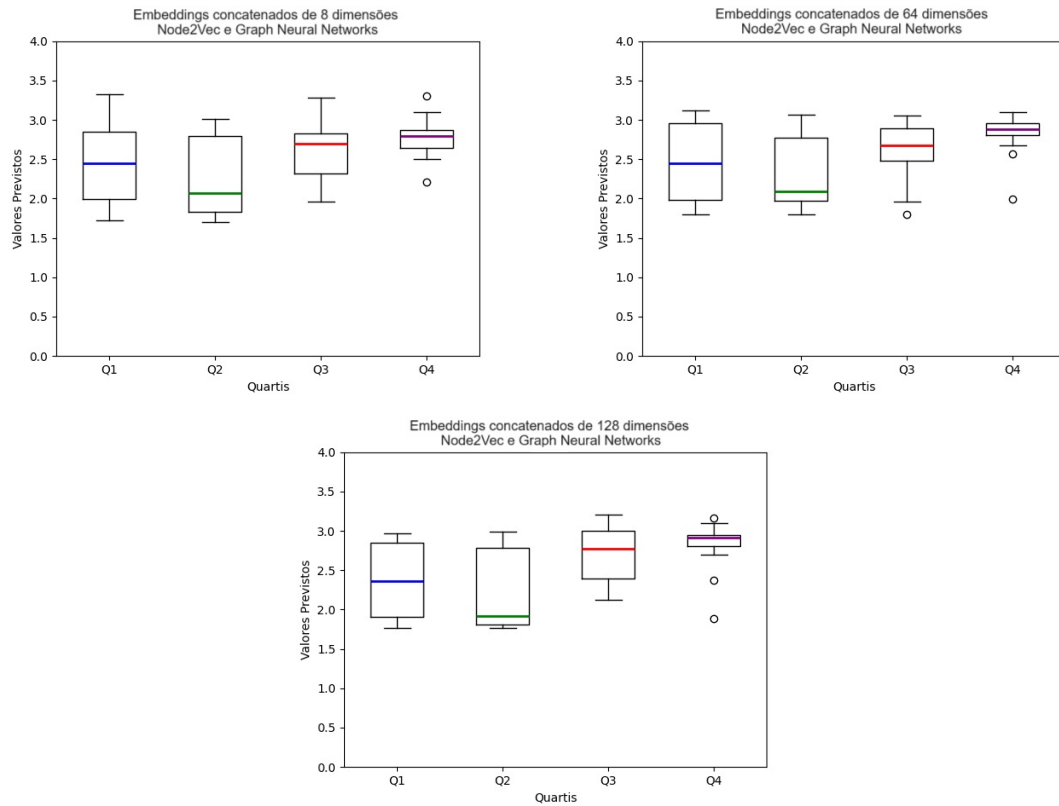 Embeddings concatenados de 8 dimensões
Node2Vec e Graph Neural Networks
4.0
3.5
3.0
2.5
2.0
1.5
1.0
0.5
0.0
Valores Previstos
Q1 Q2 Q3 Q4
Quartis
Embeddings concatenados de 64 dimensões
Node2Vec e Graph Neural Networks
4.0
3.5
3.0
2.5
2.0
1.5
1.0
0.5
0.0
Valores Previstos
Q1 Q2 Q3 Q4
Quartis
Embeddings concatenados de 128 dimensões
Node2Vec e Graph Neural Networks
4.0
3.5
3.0
2.5
2.0
1.5
1.0
0.5
0.0
Valores Previstos
Q1 Q2 Q3 Q4
Quartis